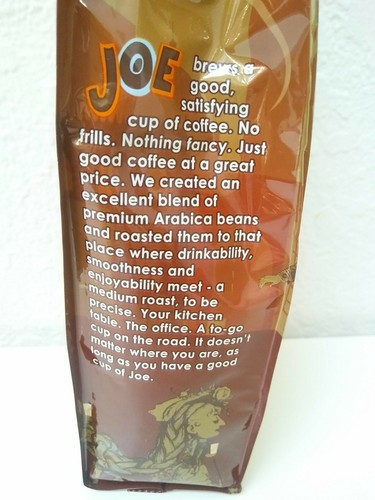 JOE brews a
good,
satisfying
cup of coffee. No
frills. Nothing fancy. Just
good coffee at a great
price. We created an
excellent blend of
premium Arabica beans
and roasted them to that
place where drinkability,
smoothness and
enjoyability meet - a
medium roast, to be
precise. Your kitchen
table. The office. A to-go
cup on the road. It doesn't
matter where you are, as
long as you have a good
cup of Joe.